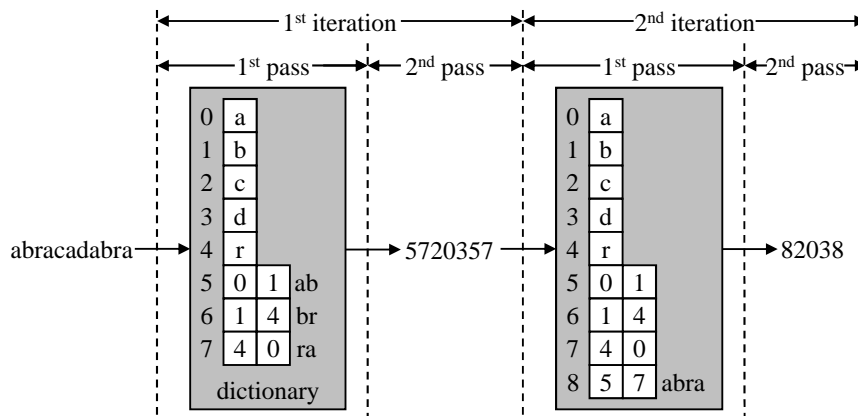 1st iteration 2nd iteration
1st pass 2nd pass 1st pass 2nd pass
0 a 0 a
1 b 1 b
2 c 2 c
3 d 3 d
abracadabra 4 r 5720357 4 r 82038
5 0 1 ab 5 0 1
6 1 4 br 6 1 4
7 4 0 ra 7 4 0
dictionary 8 5 7 abra